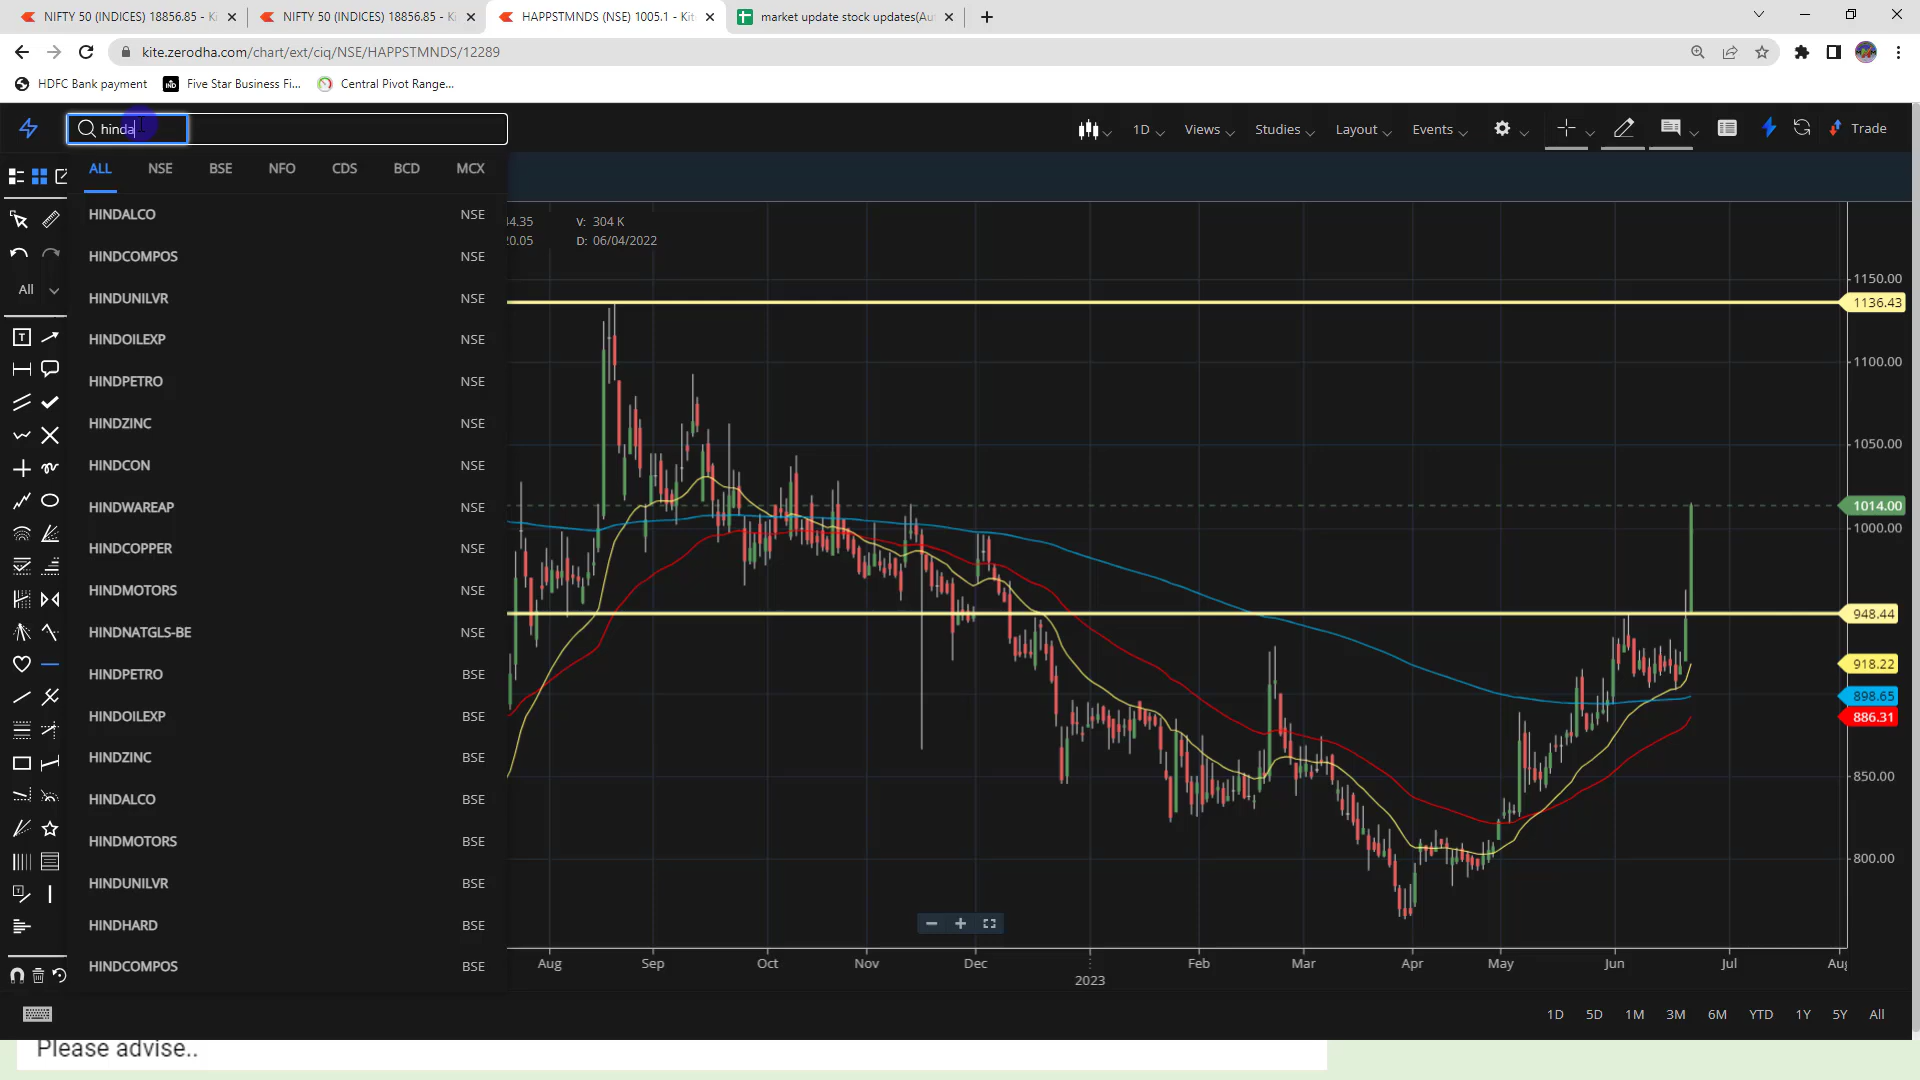 NIFTY 50 (INDICES) 18856.85 - K
NIFTY 50 (INDICES) 18856.85 - K
HAPPSTMNDS (NSE) 1005.1 - Kit
market update stock updates(Au
kite.zerodha.com/chart/ext/ciq/NSE/HAPPSTMNDS/12289
HDFC Bank payment
Five Star Business Fi...
Central Pivot Range...
hinda
1D
Views
Studies
Layout
Events
Trade
ALL
NSE
BSE
NFO
CDS
BCD
MCX
All
HINDALCO NSE
HINDCOMPOS NSE
HINDUNILVR NSE
HINDOILEXP NSE
HINDPETRO NSE
HINDZINC NSE
HINDCON NSE
HINDWAREAP NSE
HINDCOPPER NSE
HINDMOTORS NSE
HINDNATGLS-BE NSE
HINDPETRO BSE
HINDOILEXP BSE
HINDZINC BSE
HINDALCO BSE
HINDMOTORS BSE
HINDUNILVR BSE
HINDHARD BSE
HINDCOMPOS BSE
44.35 V: 304 K
20.05 D: 06/04/2022
1150.00
1136.43
1100.00
1050.00
1014.00
1000.00
948.44
918.22
898.65
886.31
850.00
800.00
Aug Sep Oct Nov Dec 2023 Feb Mar Apr May Jun Jul Aug
1D 5D 1M 3M 6M YTD 1Y 5Y All
Please advise..